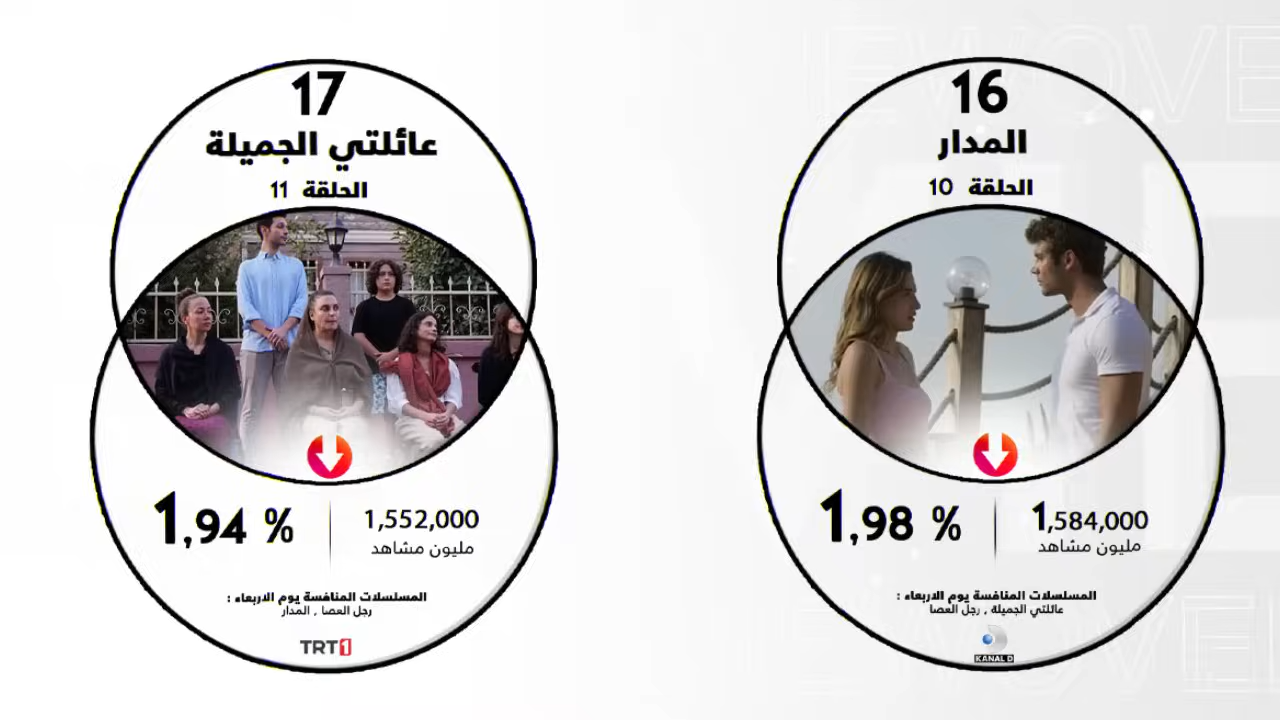 16
المدار
الحلقة 10
1,98 %
1,584,000
مليون مشاهد
المسلسلات المنافسة يوم الاربعاء :
عائلتي الجميلة , رجل العصا
KANAL D
17
عائلتي الجميلة
الحلقة 11
1,94 %
1,552,000
مليون مشاهد
المسلسلات المنافسة يوم الاربعاء :
رجل العصا , المدار
TRT1